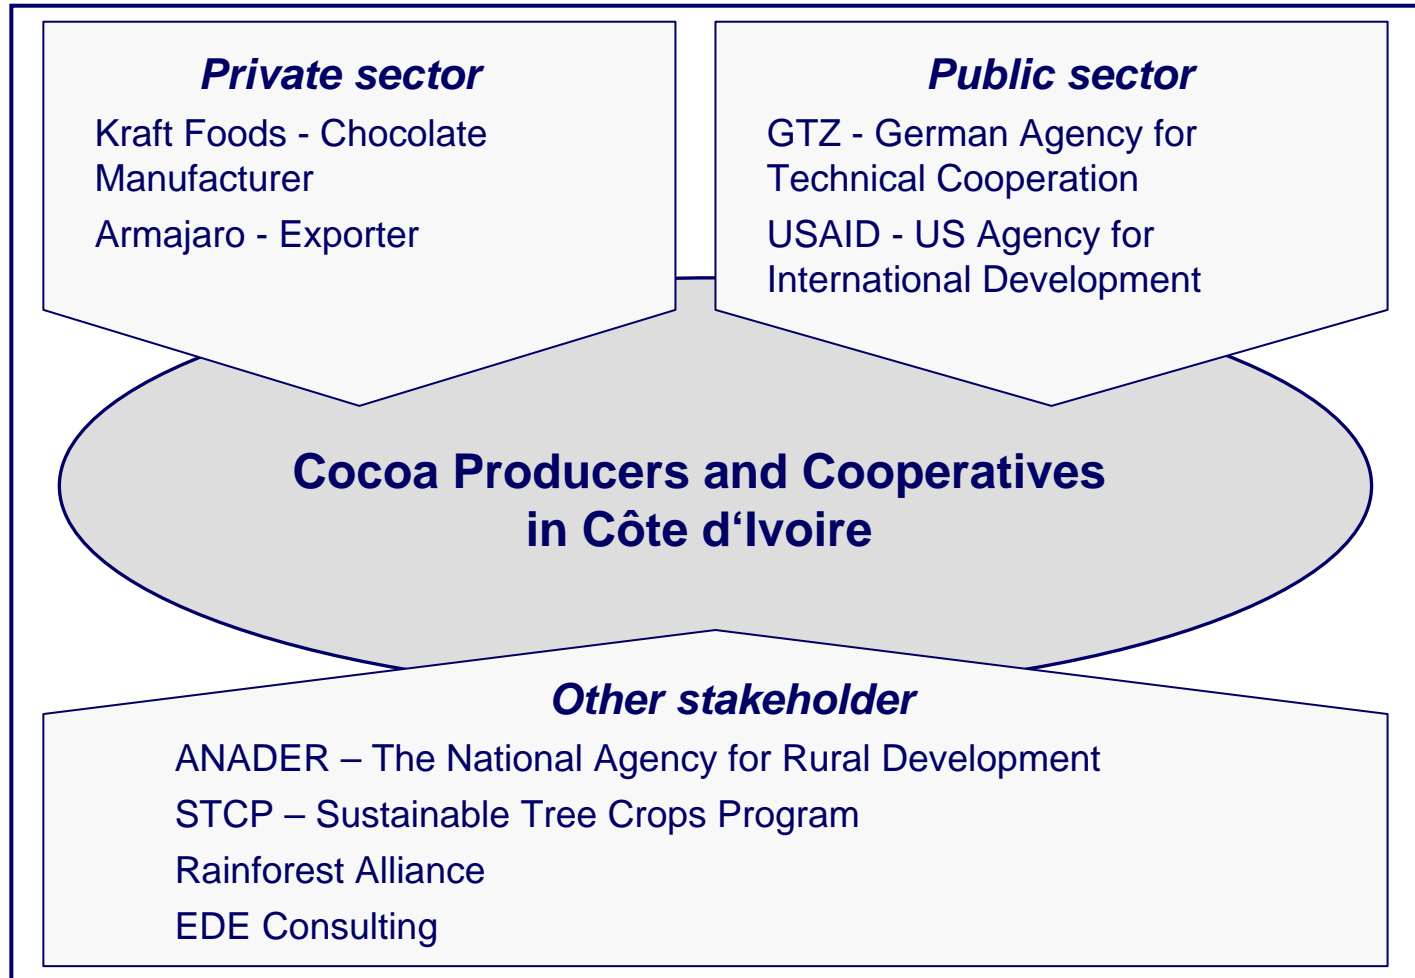 Private sector
Kraft Foods - Chocolate
Manufacturer
Armajaro - Exporter
Public sector
GTZ - German Agency for
Technical Cooperation
USAID - US Agency for
International Development
Cocoa Producers and Cooperatives
in Côte d‘Ivoire
Other stakeholder
ANADER – The National Agency for Rural Development
STCP – Sustainable Tree Crops Program
Rainforest Alliance
EDE Consulting